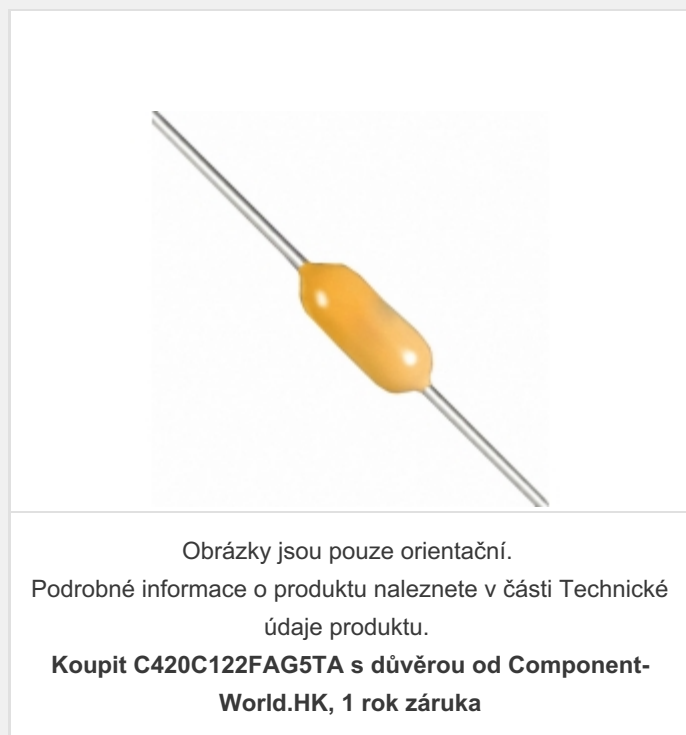 Obrázky jsou pouze orientační.
Podrobné informace o produktu naleznete v části Technické
údaje produktu.
Koupit C420C122FAG5TA s důvěrou od Component-
World.HK, 1 rok záruka